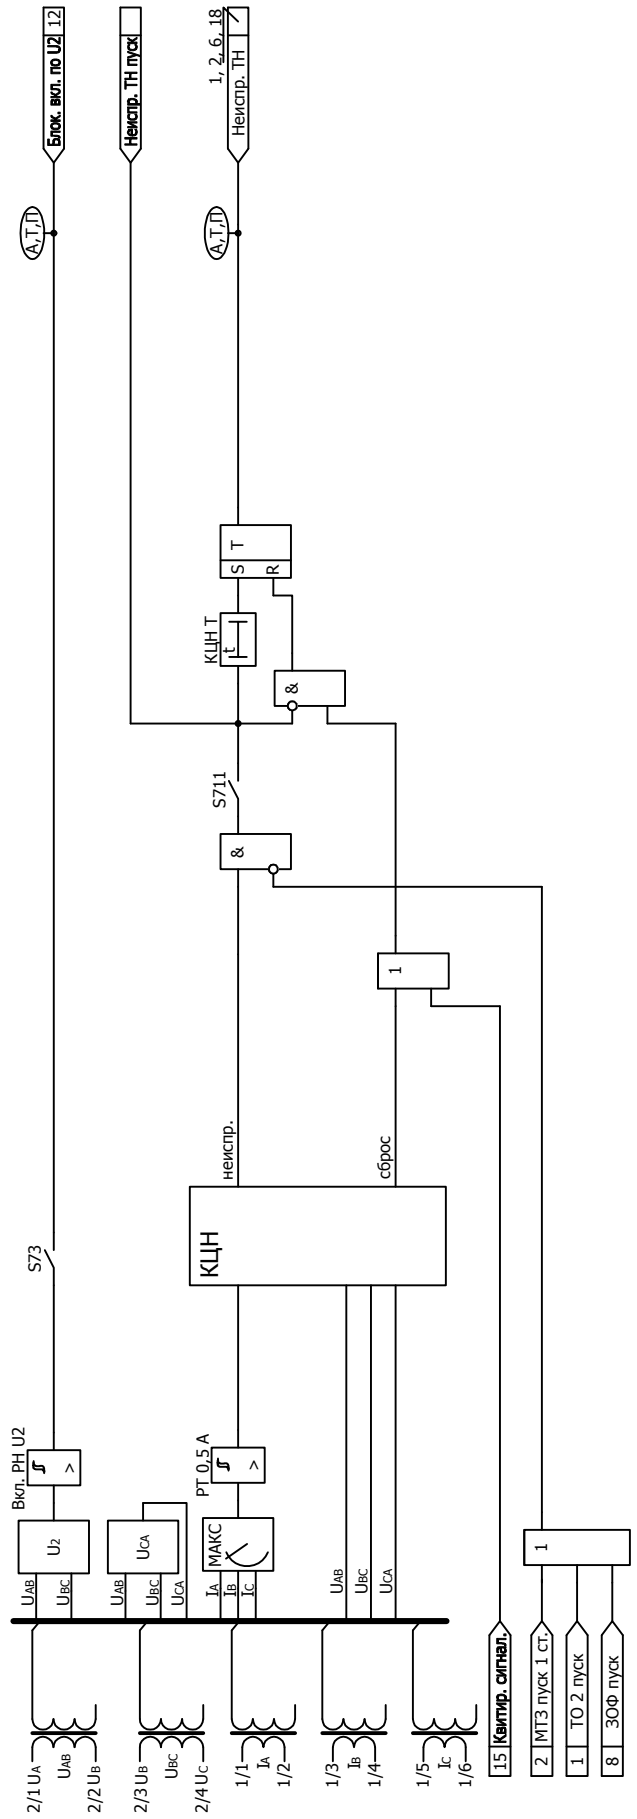 2/1 UA
UAB
2/2 UB
2/3 UB
UBC
2/4 UC
1/1
IA
1/2
1/3
IB
1/4
1/5
IC
1/6
15 Квитир. сигнал.
2 МТЗ пуск 1 ст.
1 ТО 2 пуск
8 ЗОФ пуск
UAB
UBC
UAB
UBC
UCA
IA
IB
IC
UAB
UBC
UCA
U2
UCA
МАКС
1
Вкл. РН U2
>
РТ 0,5 А
>
S73
КЦН
неиспр.
сброс
1
&
S711
&
КЦН Т
t
S
R
T
А,Т,П
А,Т,П
Блок. вкл. по U2 12
Неиспр. ТН пуск
Неиспр. ТН
1, 2, 6, 18